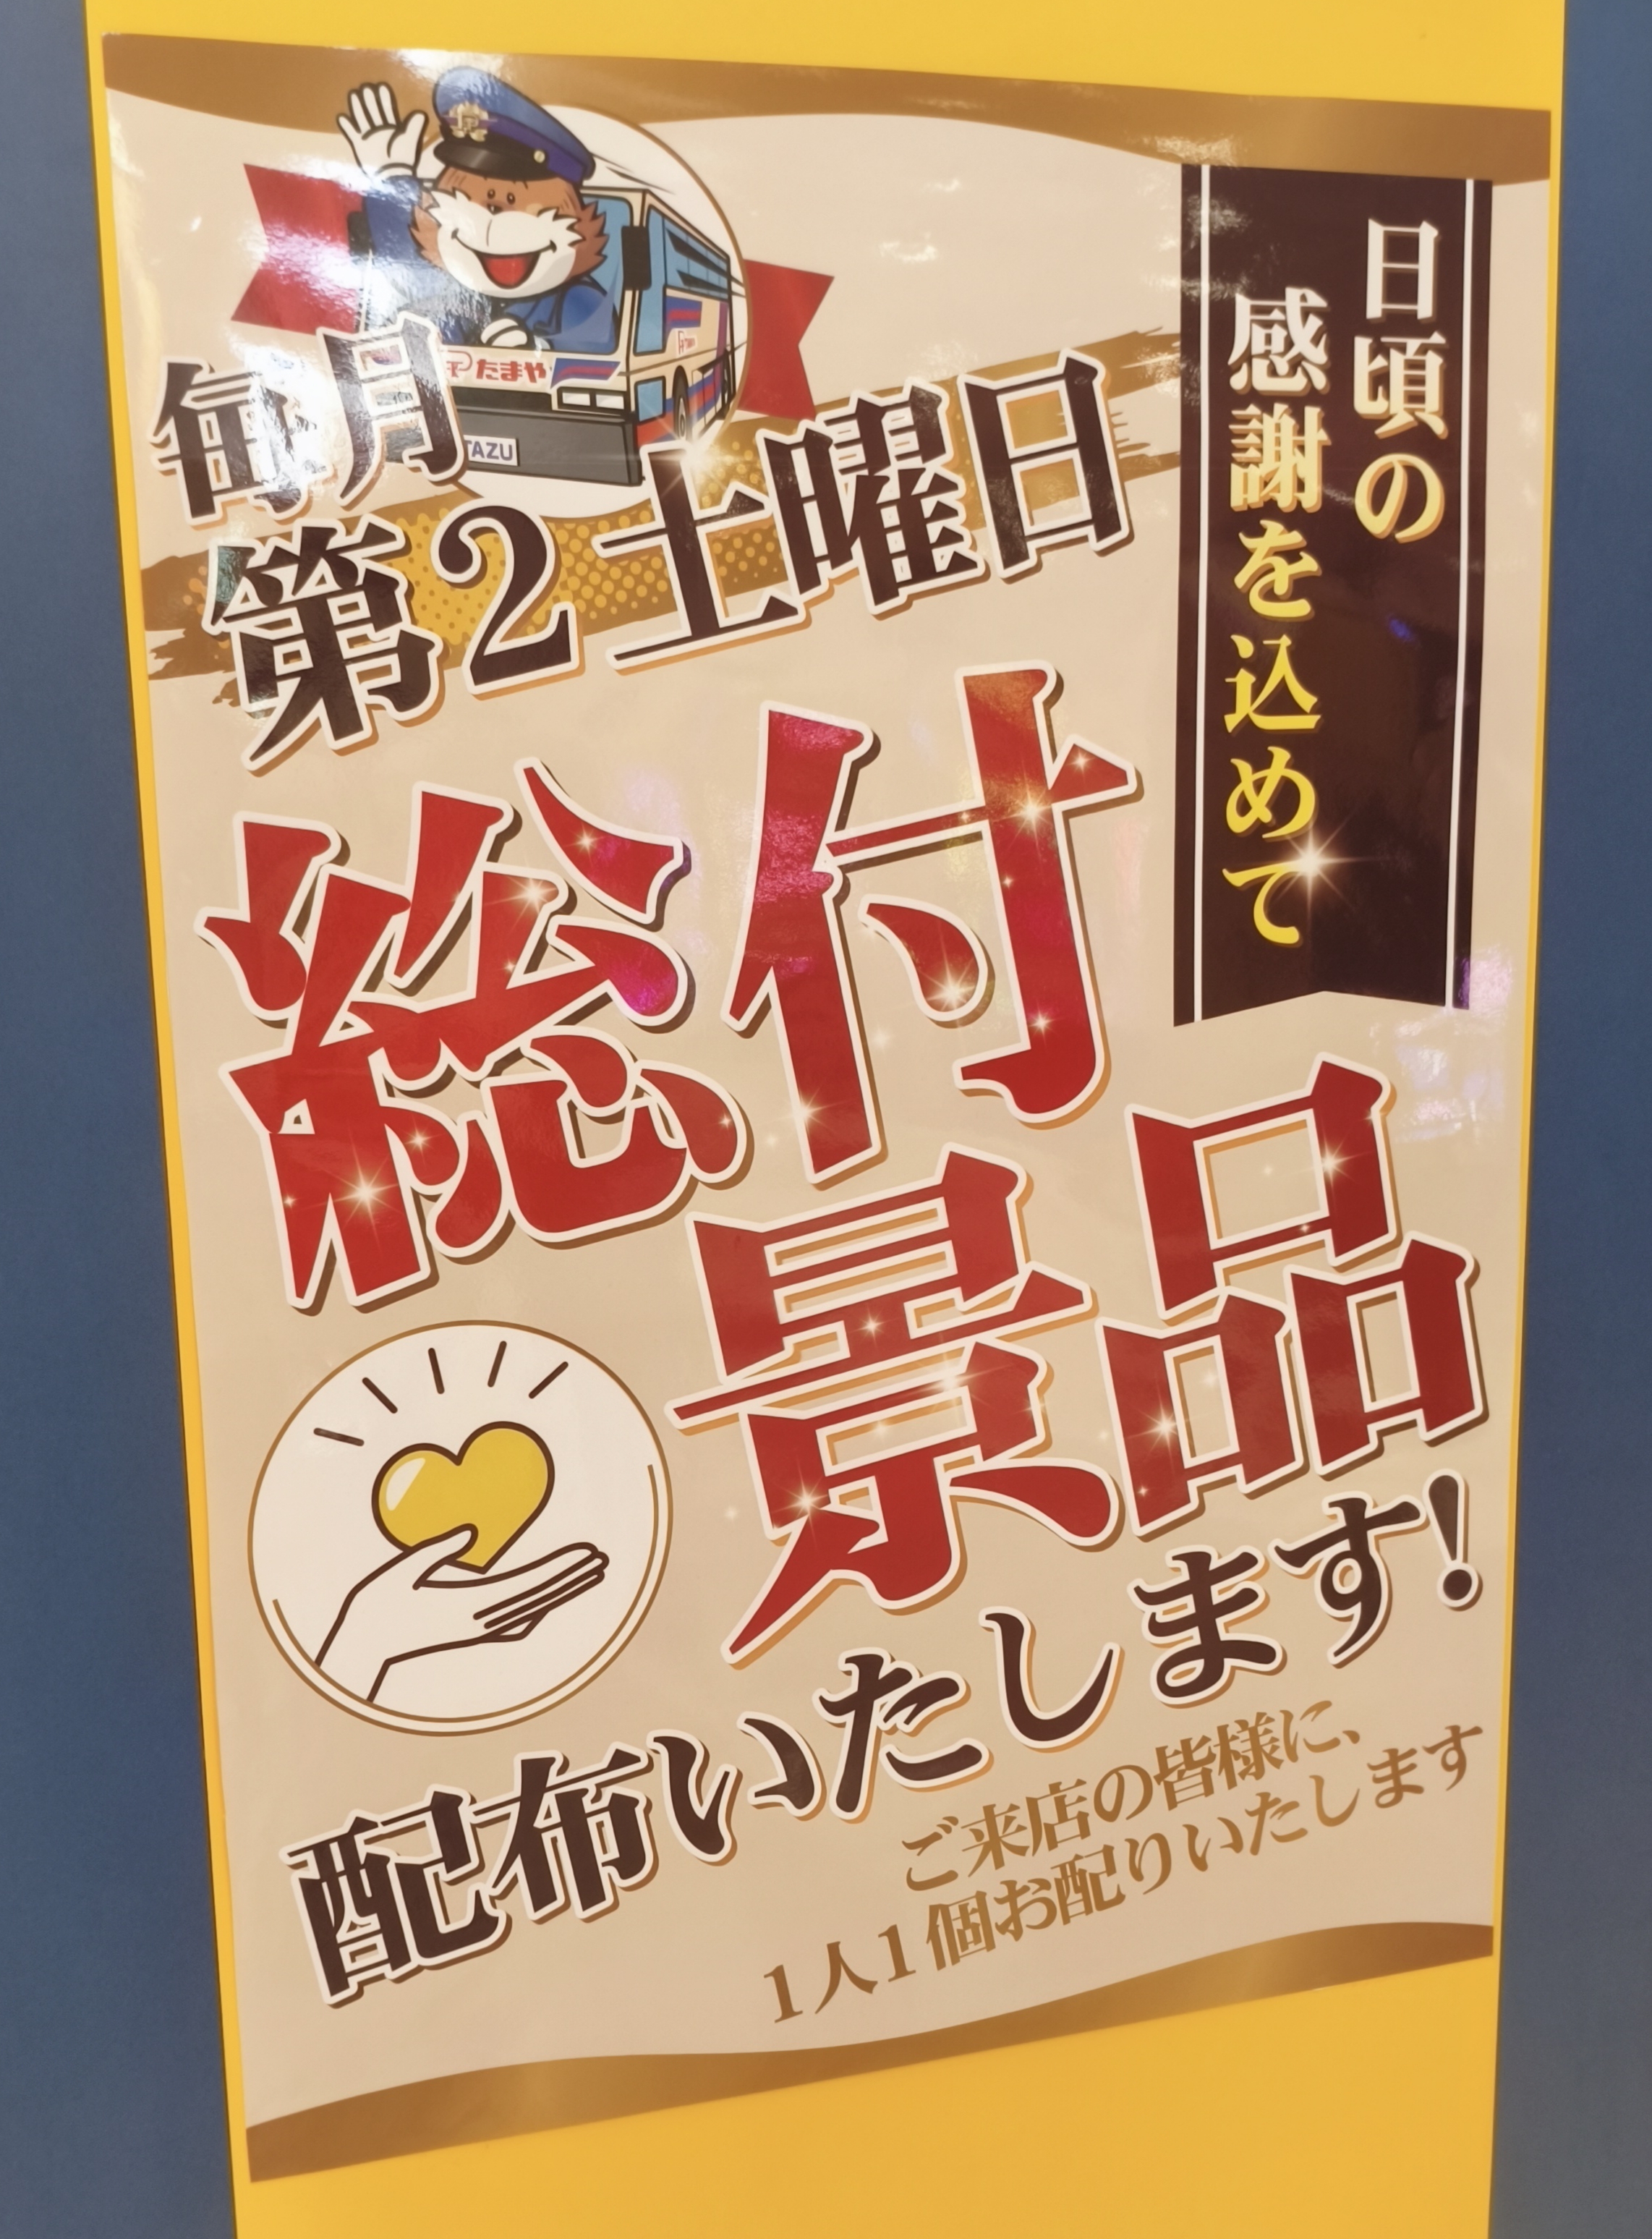 日頃の
感謝を込めて
たまや
TAZU
毎月
第2土曜日
総付
景品
配布いたします!
ご来店の皆様に、
1人1個お配りいたします